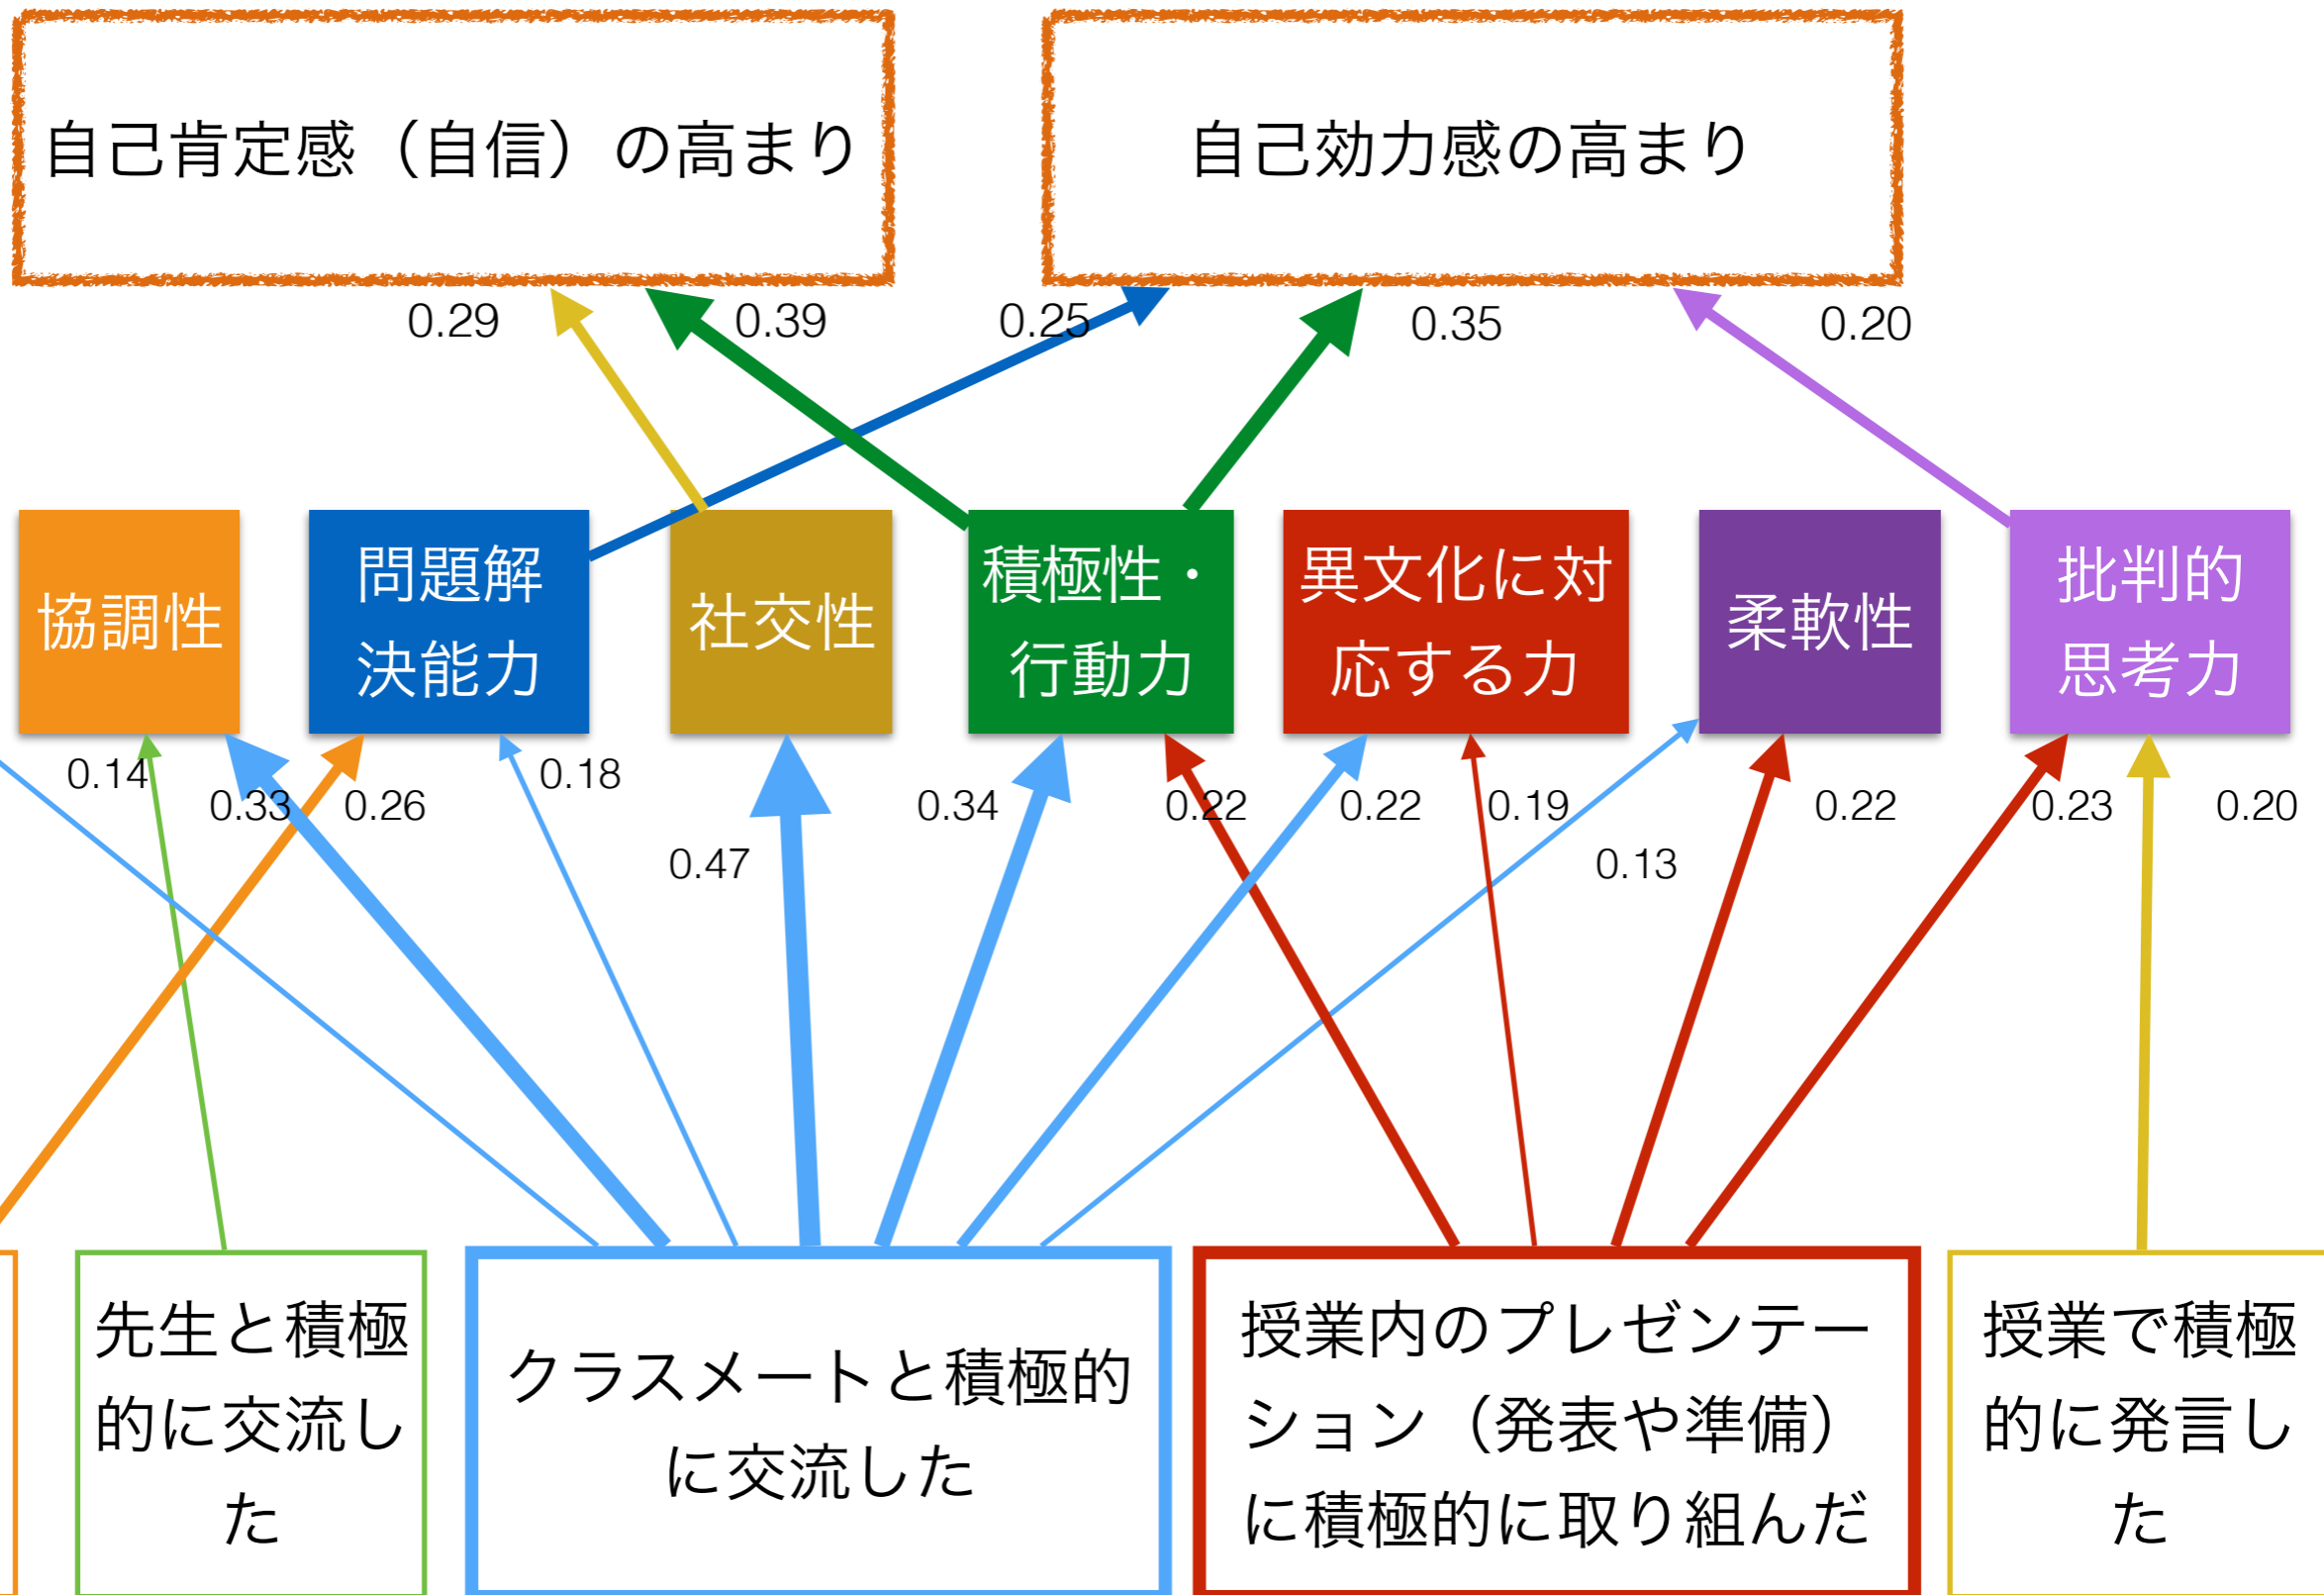 自己肯定感（自信）の高まり
自己効力感の高まり
0.29
0.39
0.25
0.35
0.20
協調性
問題解
決能力
社交性
積極性・
行動力
異文化に対
応する力
柔軟性
批判的
思考力
0.14
0.33
0.26
0.18
0.47
0.34
0.22
0.22
0.19
0.13
0.22
0.23
0.20
先生と積極
的に交流し
た
クラスメートと積極的
に交流した
授業内のプレゼンテー
ション（発表や準備）
に積極的に取り組んだ
授業で積極
的に発言し
た